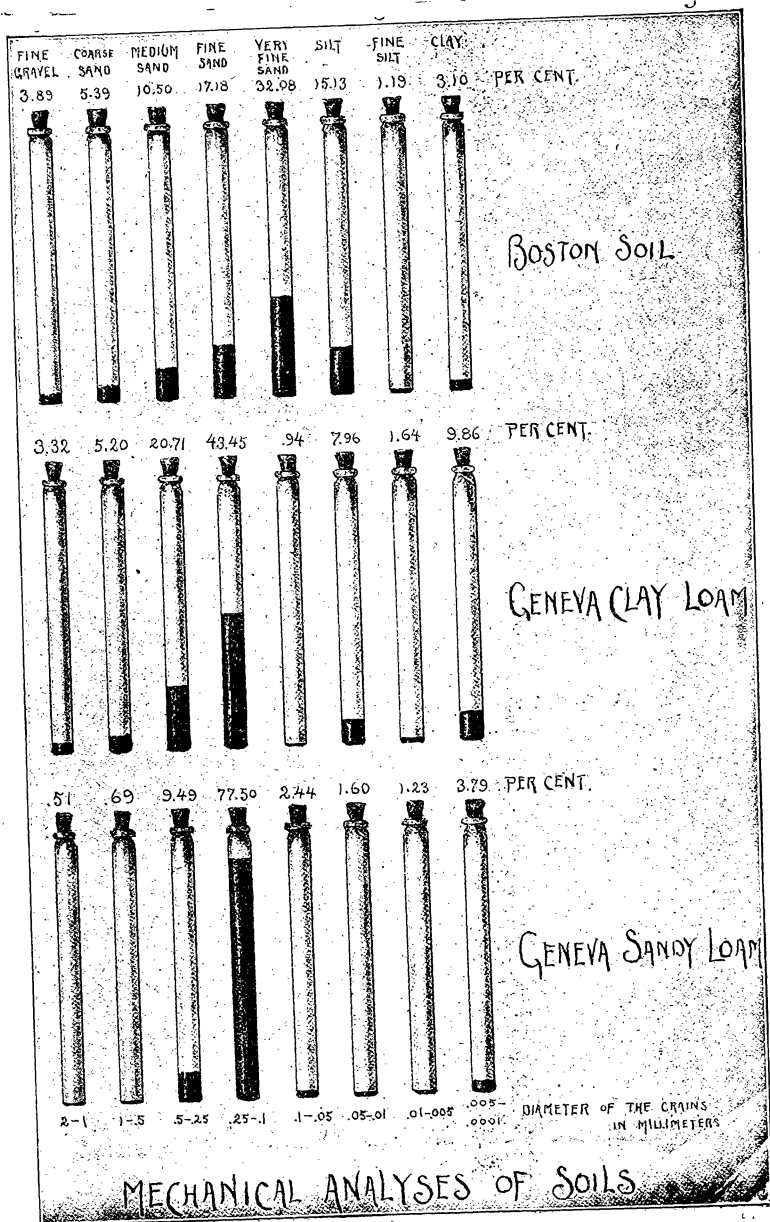 FINE GRAVEL COARSE SAND MEDIUM SAND FINE SAND VERY FINE SAND SILT FINE SILT CLAY
3.89 5.39 10.50 17.18 32.08 15.13 1.19 3.10 PER CENT.
BOSTON SOIL
3.32 5.20 20.71 43.45 .94 7.96 1.64 9.86 PER CENT.
GENEVA CLAY LOAM
.51 .69 9.49 77.50 2.44 1.60 1.23 3.79 PER CENT.
GENEVA SANDY LOAM
2-1 .1-.5 .5-.25 .25-.1 .1-.05 .05-.01 .01-.005 .005-.0001 DIAMETER OF THE GRAINS
IN MILLIMETERS
MECHANICAL ANALYSES OF SOILS